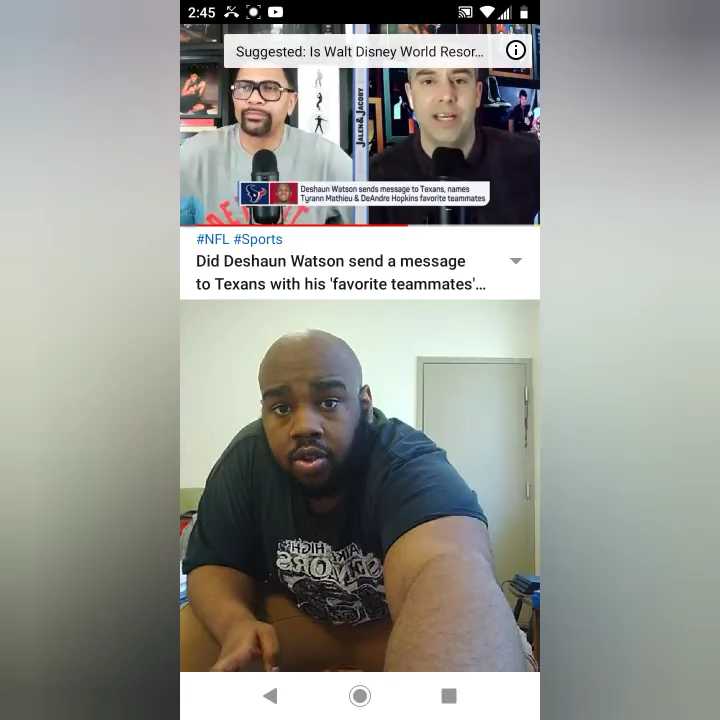 2:45
Suggested: Is Walt Disney World Resor...
JALEN & JACOBY
Deshaun Watson sends message to Texans, names
Tyrann Mathieu & DeAndre Hopkins favorite teammates
#NFL #Sports
Did Deshaun Watson send a message
to Texans with his 'favorite teammates'...
SENIORS